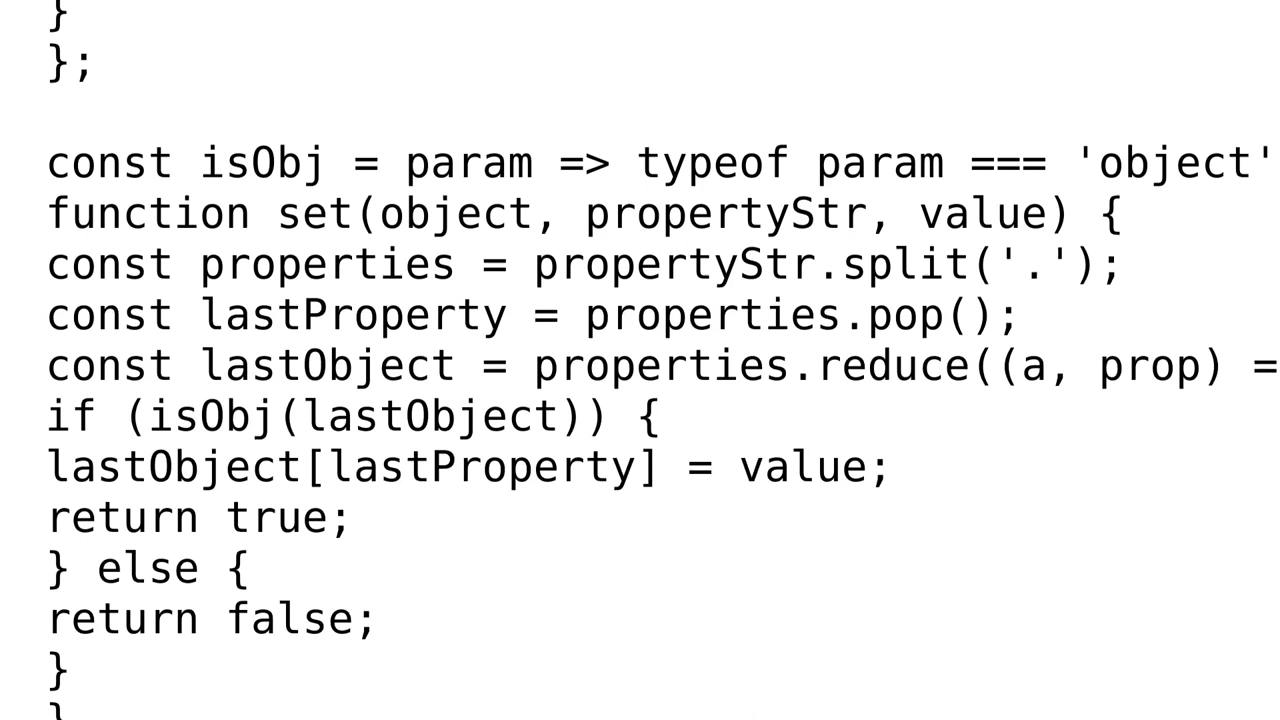 }
};

const isObj = param => typeof param === 'object'
function set(object, propertyStr, value) {
const properties = propertyStr.split('.');
const lastProperty = properties.pop();
const lastObject = properties.reduce((a, prop) =
if (isObj(lastObject)) {
lastObject[lastProperty] = value;
return true;
} else {
return false;
}
}